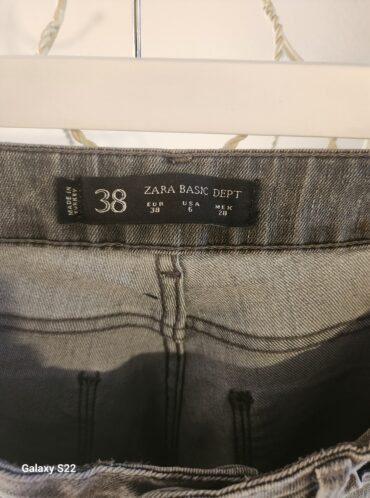 MADE IN
TURKEY
38
ZARA BASIC DEPT
EUR USA MEX
38 6 28
Galaxy S22